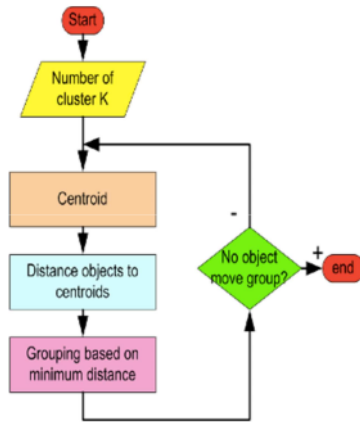 Start
Number of
cluster K
Centroid
Distance objects to
centroids
Grouping based on
minimum distance
-
No object
move group?
+
end